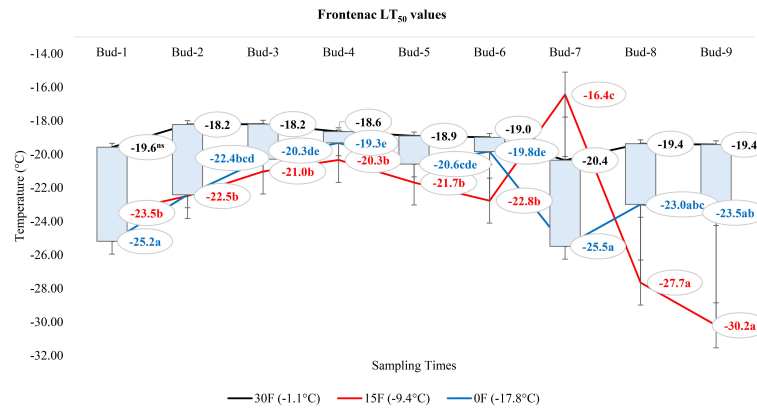 Frontenac LT50 values
Bud-1 Bud-2 Bud-3 Bud-4 Bud-5 Bud-6 Bud-7 Bud-8 Bud-9
-14.00
-16.00
-18.00
-20.00
-22.00
-24.00
-26.00
-28.00
-30.00
-32.00
Temperature (°C)
-19.6ns
-18.2
-18.2
-18.6
-18.9
-19.0
-20.4
-19.4
-19.4
-23.5b
-22.5b
-21.0b
-20.3b
-21.7b
-22.8b
-16.4c
-27.7a
-30.2a
-25.2a
-22.4bcd
-20.3de
-19.3e
-20.6cde
-19.8de
-25.5a
-23.0abc
-23.5ab
Sampling Times
30F (-1.1°C) 15F (-9.4°C) 0F (-17.8°C)